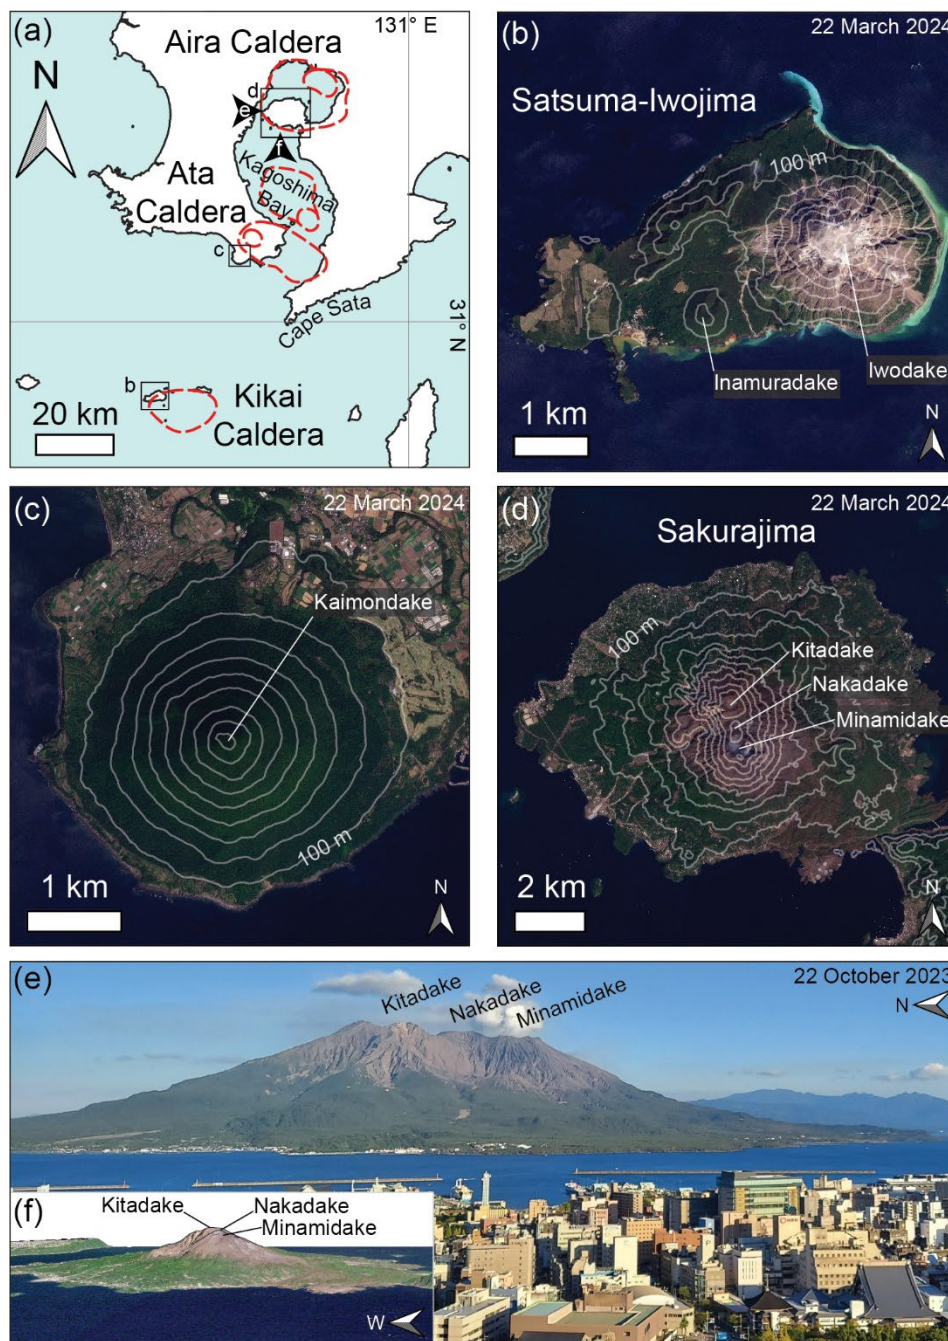 (a)
131° E
Aira Caldera
N
d
e
f
Kagoshima
Bay
Ata
Caldera
c
Cape Sata
31° N
b
Kikai
Caldera
20 km
(b)
22 March 2024
Satsuma-Iwojima
100 m
Iwodake
Inamuradake
1 km
N
(c)
22 March 2024
Kaimondake
100 m
1 km
N
(d)
22 March 2024
Sakurajima
100 m
Kitadake
Nakadake
Minamidake
2 km
N
(e)
22 October 2023
Kitadake
Nakadake
Minamidake
N
(f)
Kitadake
Nakadake
Minamidake
W